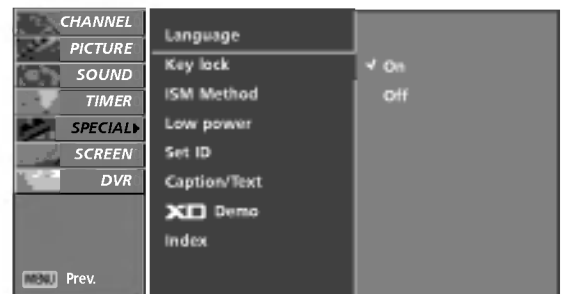 CHANNEL
PICTURE
SOUND
TIMER
SPECIAL
SCREEN
DVR
MENU Prev.
Language
Key lock
ISM Method
Low power
Set ID
Caption/Text
XD Demo
Index
✓ On
Off